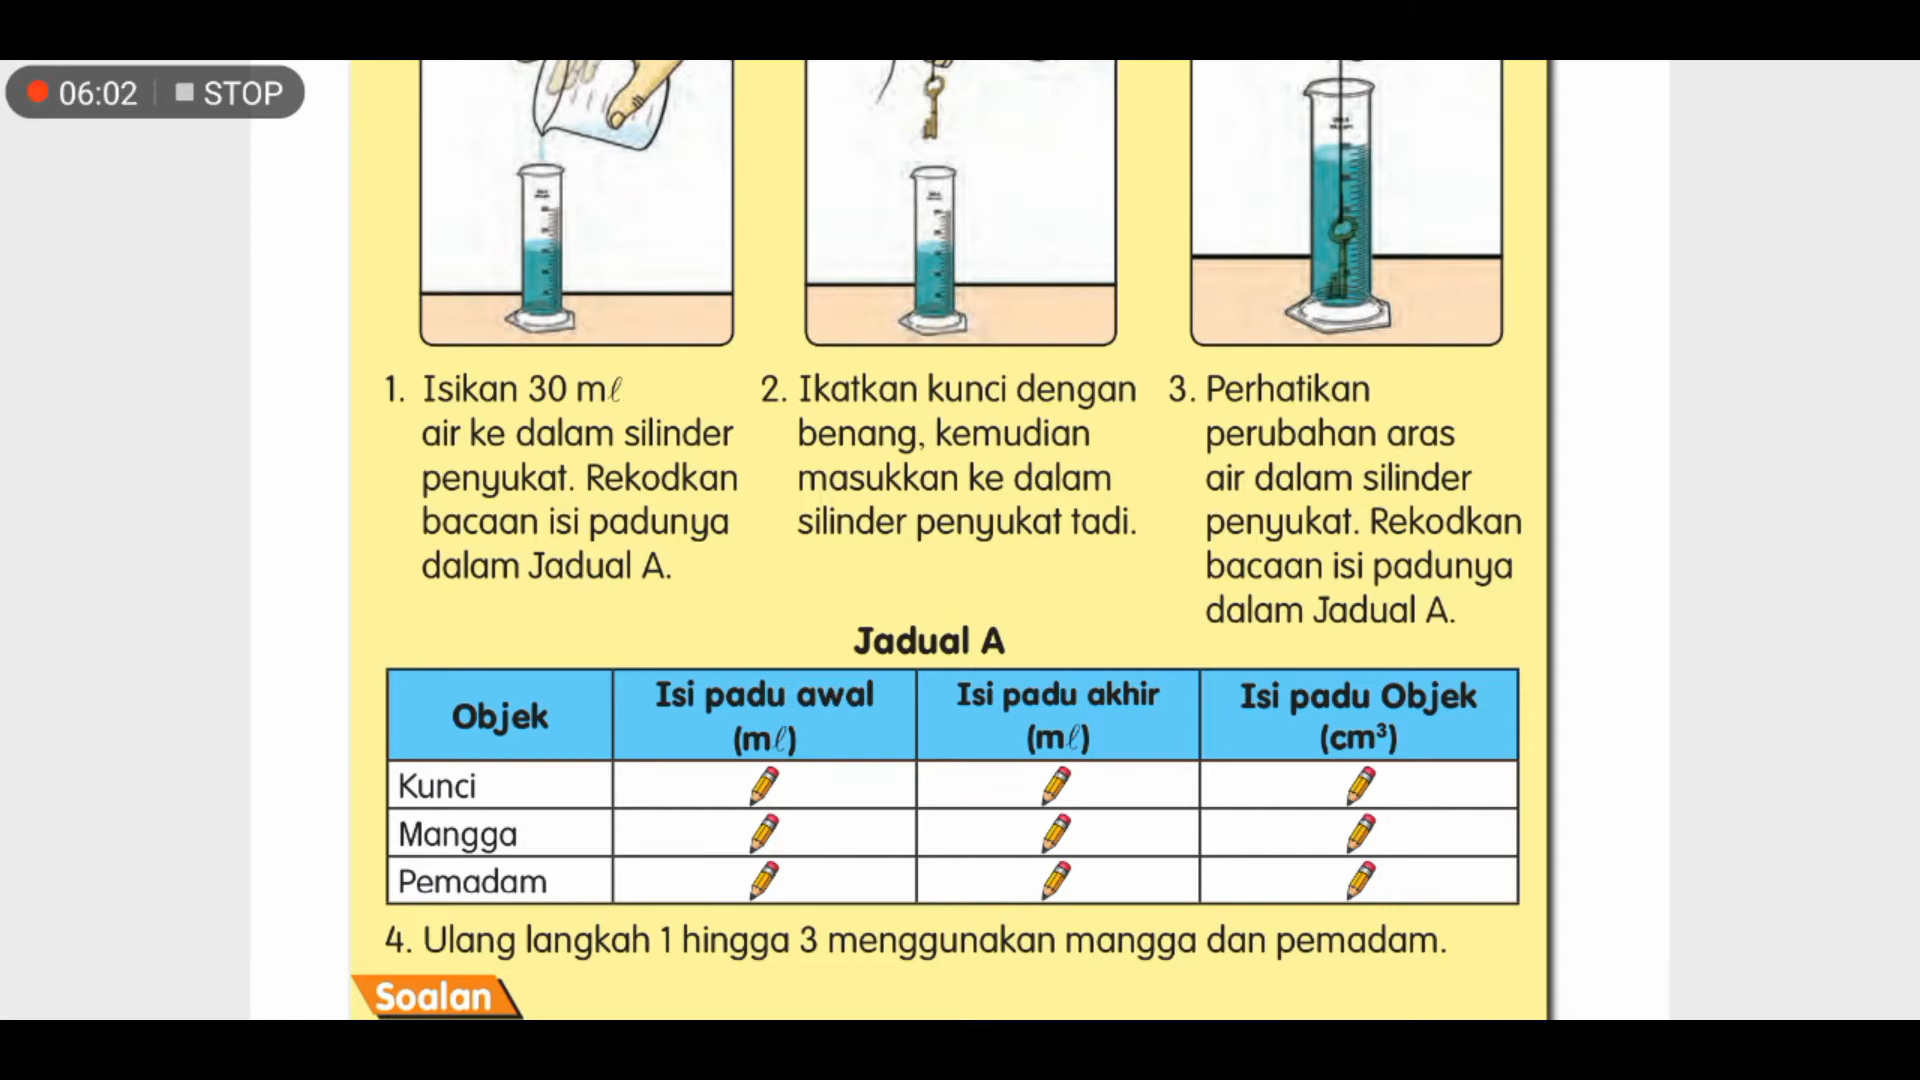 06:02 STOP
1. Isikan 30 mℓ
air ke dalam silinder
penyukat. Rekodkan
bacaan isi padunya
dalam Jadual A.
2. Ikatkan kunci dengan
benang, kemudian
masukkan ke dalam
silinder penyukat tadi.
3. Perhatikan
perubahan aras
air dalam silinder
penyukat. Rekodkan
bacaan isi padunya
dalam Jadual A.
Jadual A
Objek
Isi padu awal
(mℓ)
Isi padu akhir
(mℓ)
Isi padu Objek
(cm³)
Kunci
Mangga
Pemadam
4. Ulang langkah 1 hingga 3 menggunakan mangga dan pemadam.
Soalan